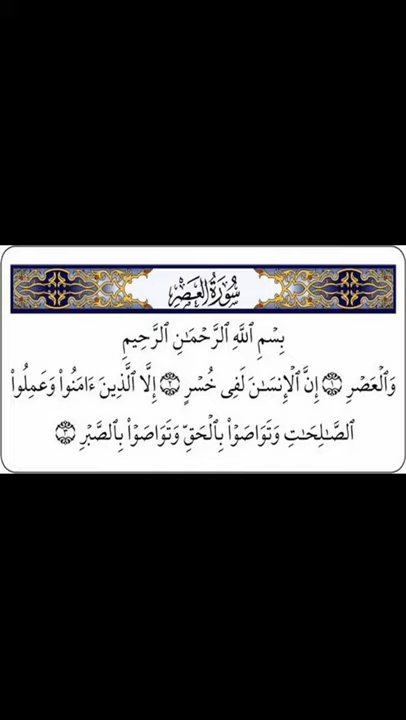 سُورَةُ العَصْرِ
بِسْمِ ٱللَّهِ ٱلرَّحْمَـٰنِ ٱلرَّحِيمِ
وَٱلْعَصْرِ ۝١ إِنَّ ٱلْإِنسَـٰنَ لَفِى خُسْرٍ ۝٢ إِلَّا ٱلَّذِينَ ءَامَنُوا۟ وَعَمِلُوا۟
ٱلصَّـٰلِحَـٰتِ وَتَوَاصَوْا۟ بِٱلْحَقِّ وَتَوَاصَوْا۟ بِٱلصَّبْرِ ۝٣